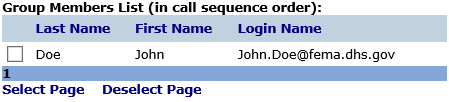 Group Members List (in call sequence order):
Last Name First Name Login Name
Doe John John.Doe@fema.dhs.gov
1
Select Page Deselect Page